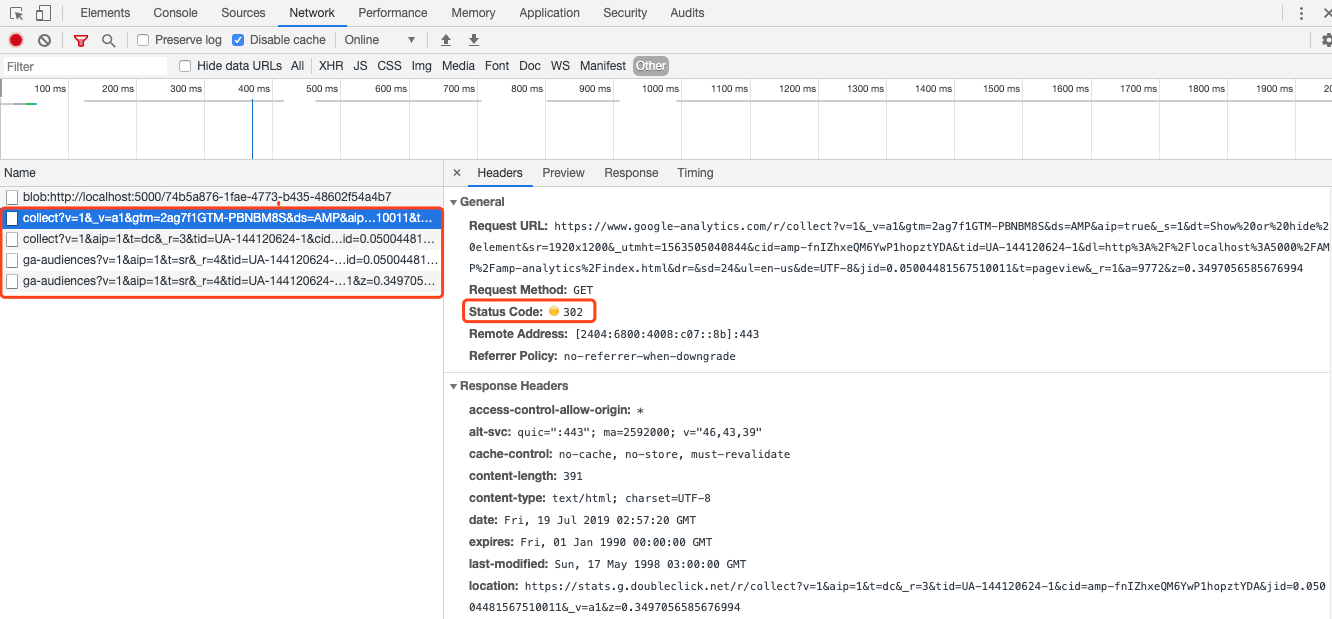 Elements Console Sources Network Performance Memory Application Security Audits
Preserve log Disable cache Online
Filter Hide data URLs All XHR JS CSS Img Media Font Doc WS Manifest Other
100 ms 200 ms 300 ms 400 ms 500 ms 600 ms 700 ms 800 ms 900 ms 1000 ms 1100 ms 1200 ms 1300 ms 1400 ms 1500 ms 1600 ms 1700 ms 1800 ms 1900 ms
Name
blob:http://localhost:5000/74b5a876-1fae-4773-b435-48602f54a4b7
collect?v=1&_v=a1&gtm=2ag7f1GTM-PBNBM8S&ds=AMP&aip…10011&t…
collect?v=1&aip=1&t=dc&_r=3&tid=UA-144120624-1&cid…id=0.05004481…
ga-audiences?v=1&aip=1&t=sr&_r=4&tid=UA-144120624-…id=0.05004481…
ga-audiences?v=1&aip=1&t=sr&_r=4&tid=UA-144120624-…1&z=0.349705…
× Headers Preview Response Timing
General
Request URL: https://www.google-analytics.com/r/collect?v=1&_v=a1&gtm=2ag7f1GTM-PBNBM8S&ds=AMP&aip=true&_s=1&dt=Show%20or%20hide%2
0element&sr=1920x1200&_utmht=1563505040844&cid=amp-fnIZhxeQM6YwP1hopztYDA&tid=UA-144120624-1&dl=http%3A%2F%2Flocalhost%3A5000%2FAM
P%2Famp-analytics%2Findex.html&dr=&sd=24&ul=en-us&de=UTF-8&jid=0.05004481567510011&t=pageview&_r=1&a=9772&z=0.3497056585676994
Request Method: GET
Status Code: 302
Remote Address: [2404:6800:4008:c07::8b]:443
Referrer Policy: no-referrer-when-downgrade
Response Headers
access-control-allow-origin: *
alt-svc: quic=":443"; ma=2592000; v="46,43,39"
cache-control: no-cache, no-store, must-revalidate
content-length: 391
content-type: text/html; charset=UTF-8
date: Fri, 19 Jul 2019 02:57:20 GMT
expires: Fri, 01 Jan 1990 00:00:00 GMT
last-modified: Sun, 17 May 1998 03:00:00 GMT
location: https://stats.g.doubleclick.net/r/collect?v=1&aip=1&t=dc&_r=3&tid=UA-144120624-1&cid=amp-fnIZhxeQM6YwP1hopztYDA&jid=0.050
04481567510011&_v=a1&z=0.3497056585676994